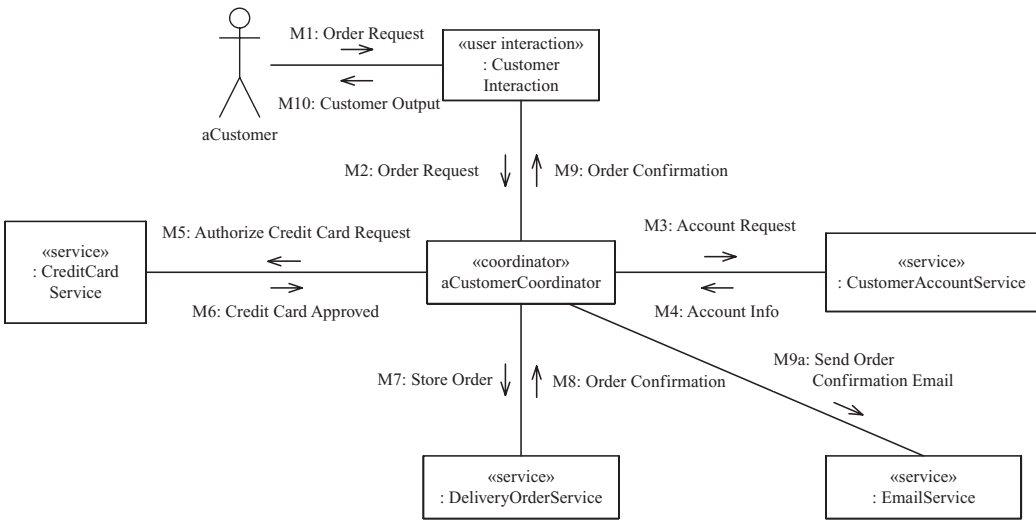 M1: Order Request
«user interaction»
: Customer
Interaction
M10: Customer Output
aCustomer
M2: Order Request
M9: Order Confirmation
M5: Authorize Credit Card Request
M3: Account Request
«service»
: CreditCard
Service
«coordinator»
aCustomerCoordinator
«service»
: CustomerAccountService
M6: Credit Card Approved
M4: Account Info
M7: Store Order
M8: Order Confirmation
M9a: Send Order
Confirmation Email
«service»
: DeliveryOrderService
«service»
: EmailService